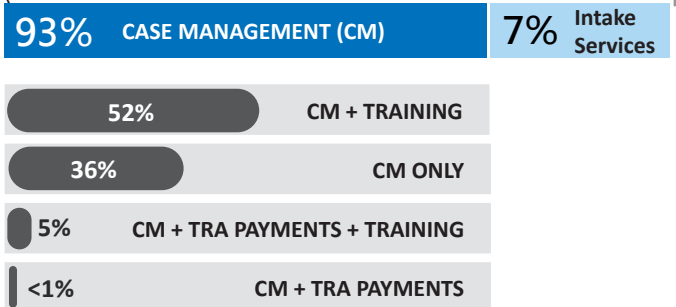 93% CASE MANAGEMENT (CM) 7% Intake
Services
52% CM + TRAINING
36% CM ONLY
5% CM + TRA PAYMENTS + TRAINING
<1% CM + TRA PAYMENTS